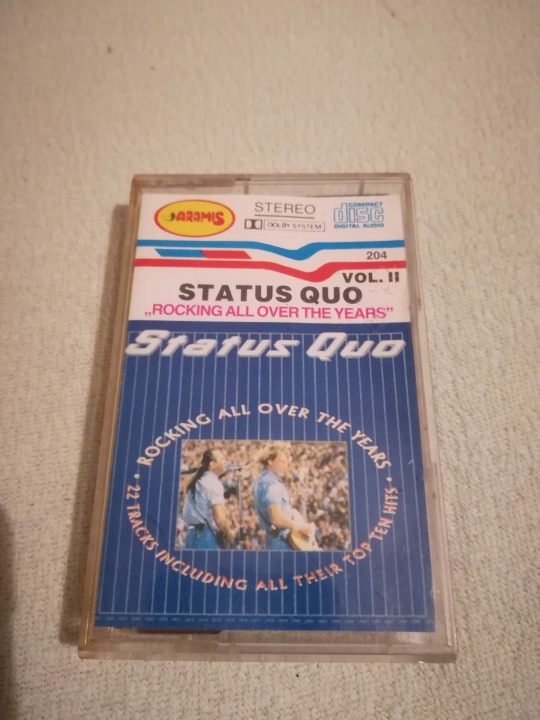 ARAMIS
STEREO
DOLBY SYSTEM
COMPACT
disc
DIGITAL AUDIO
204
VOL. II
STATUS QUO
„ROCKING ALL OVER THE YEARS”
Status Quo
• ROCKING ALL OVER THE YEARS •
22 TRACKS INCLUDING ALL THEIR TOP TEN HITS